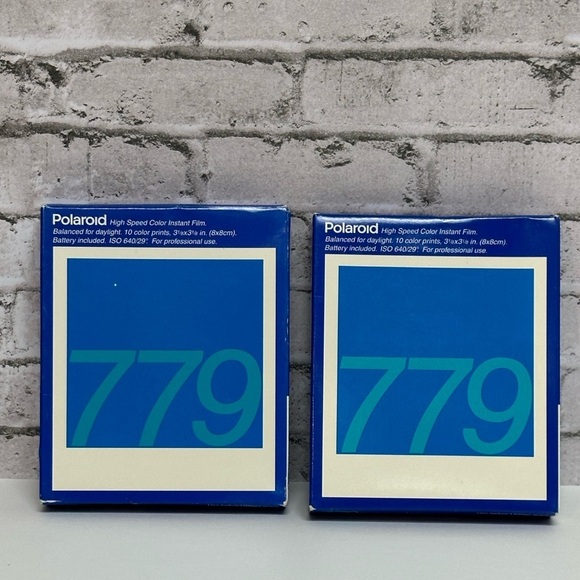 Polaroid High Speed Color Instant Film.
Balanced for daylight. 10 color prints, 3⅛x3⅛ in. (8x8cm).
Battery included. ISO 640/29°. For professional use.
779
Polaroid High Speed Color Instant Film.
Balanced for daylight. 10 color prints, 3⅛x3⅛ in. (8x8cm).
Battery included. ISO 640/29°. For professional use.
779